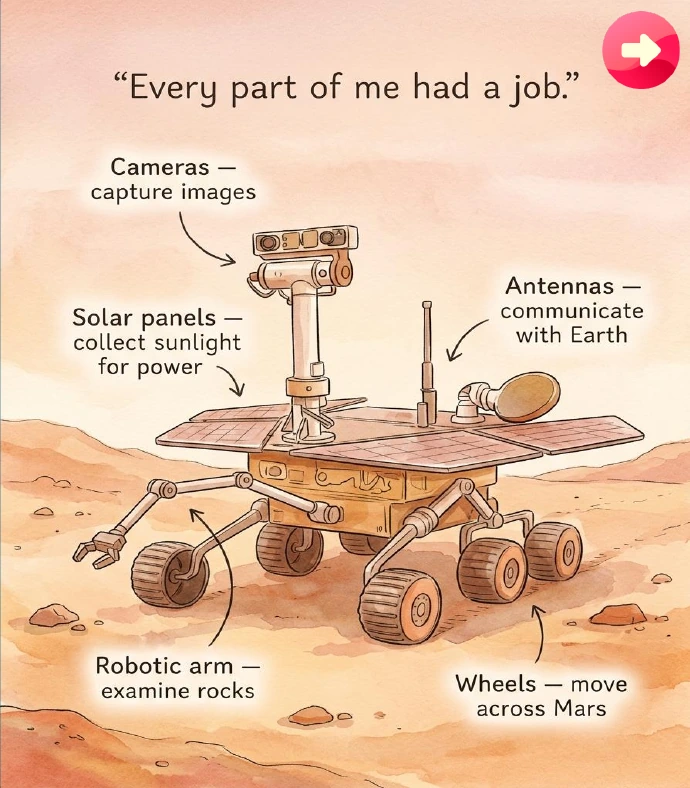 “Every part of me had a job.”
Cameras —
capture images
Solar panels —
collect sunlight
for power
Antennas —
communicate
with Earth
Robotic arm —
examine rocks
Wheels — move
across Mars